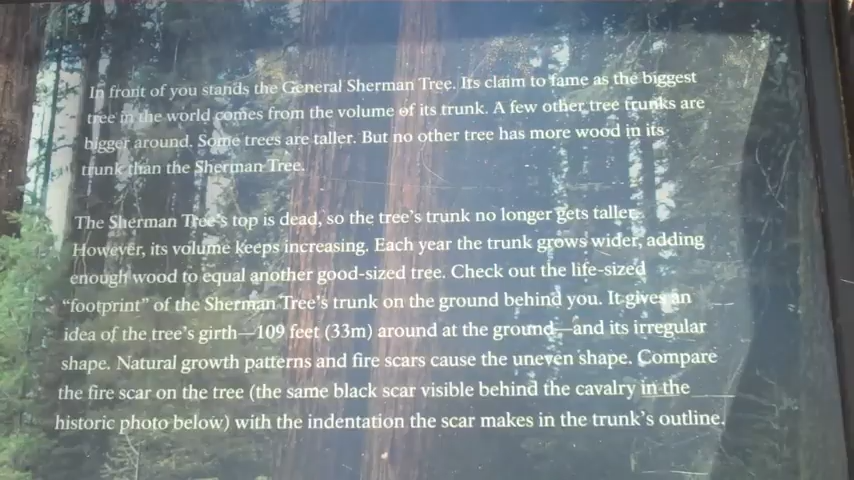 In front of you stands the General Sherman Tree. Its claim to fame as the biggest
tree in the world comes from the volume of its trunk. A few other tree trunks are
bigger around. Some trees are taller. But no other tree has more wood in its
trunk than the Sherman Tree.
The Sherman Tree's top is dead, so the tree's trunk no longer gets taller.
However, its volume keeps increasing. Each year the trunk grows wider, adding
enough wood to equal another good-sized tree. Check out the life-sized
“footprint” of the Sherman Tree's trunk on the ground behind you. It gives an
idea of the tree's girth—109 feet (33m) around at the ground—and its irregular
shape. Natural growth patterns and fire scars cause the uneven shape. Compare
the fire scar on the tree (the same black scar visible behind the cavalry in the
historic photo below) with the indentation the scar makes in the trunk's outline.